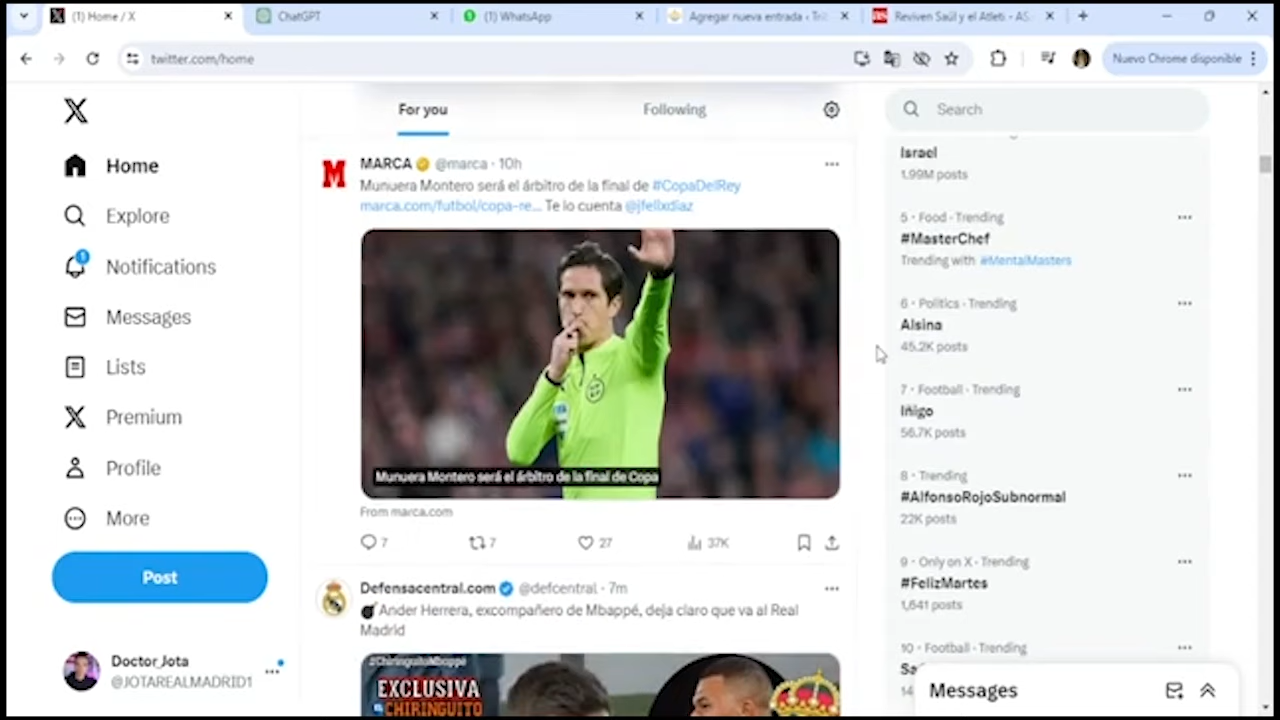 (1) Home / X
ChatGPT
(1) WhatsApp
Agregar nueva entrada ‹ Tri
Reviven Saúl y el Atleti - AS
twitter.com/home
Nuevo Chrome disponible
For you
Following
Search
Home
Explore
1
Notifications
Messages
Lists
Premium
Profile
More
Post
Doctor_Jota
@JOTAREALMADRID1
M
MARCA @marca · 10h
Munuera Montero será el árbitro de la final de #CopaDelRey
marca.com/futbol/copa-re... Te lo cuenta @jfelixdiaz
Munuera Montero será el árbitro de la final de Copa
From marca.com
7
7
27
37K
Defensacentral.com @defcentral · 7m
Ander Herrera, excompañero de Mbappé, deja claro que va al Real
Madrid
#ChiringuitoMbappé
EXCLUSIVA
EL CHIRINGUITO
Israel
1.99M posts
5 · Food · Trending
#MasterChef
Trending with #MentalMasters
6 · Politics · Trending
Alsina
45.2K posts
7 · Football · Trending
Iñigo
56.7K posts
8 · Trending
#AlfonsoRojoSubnormal
22K posts
9 · Only on X · Trending
#FelizMartes
1,641 posts
10 · Football · Trending
14
Messages